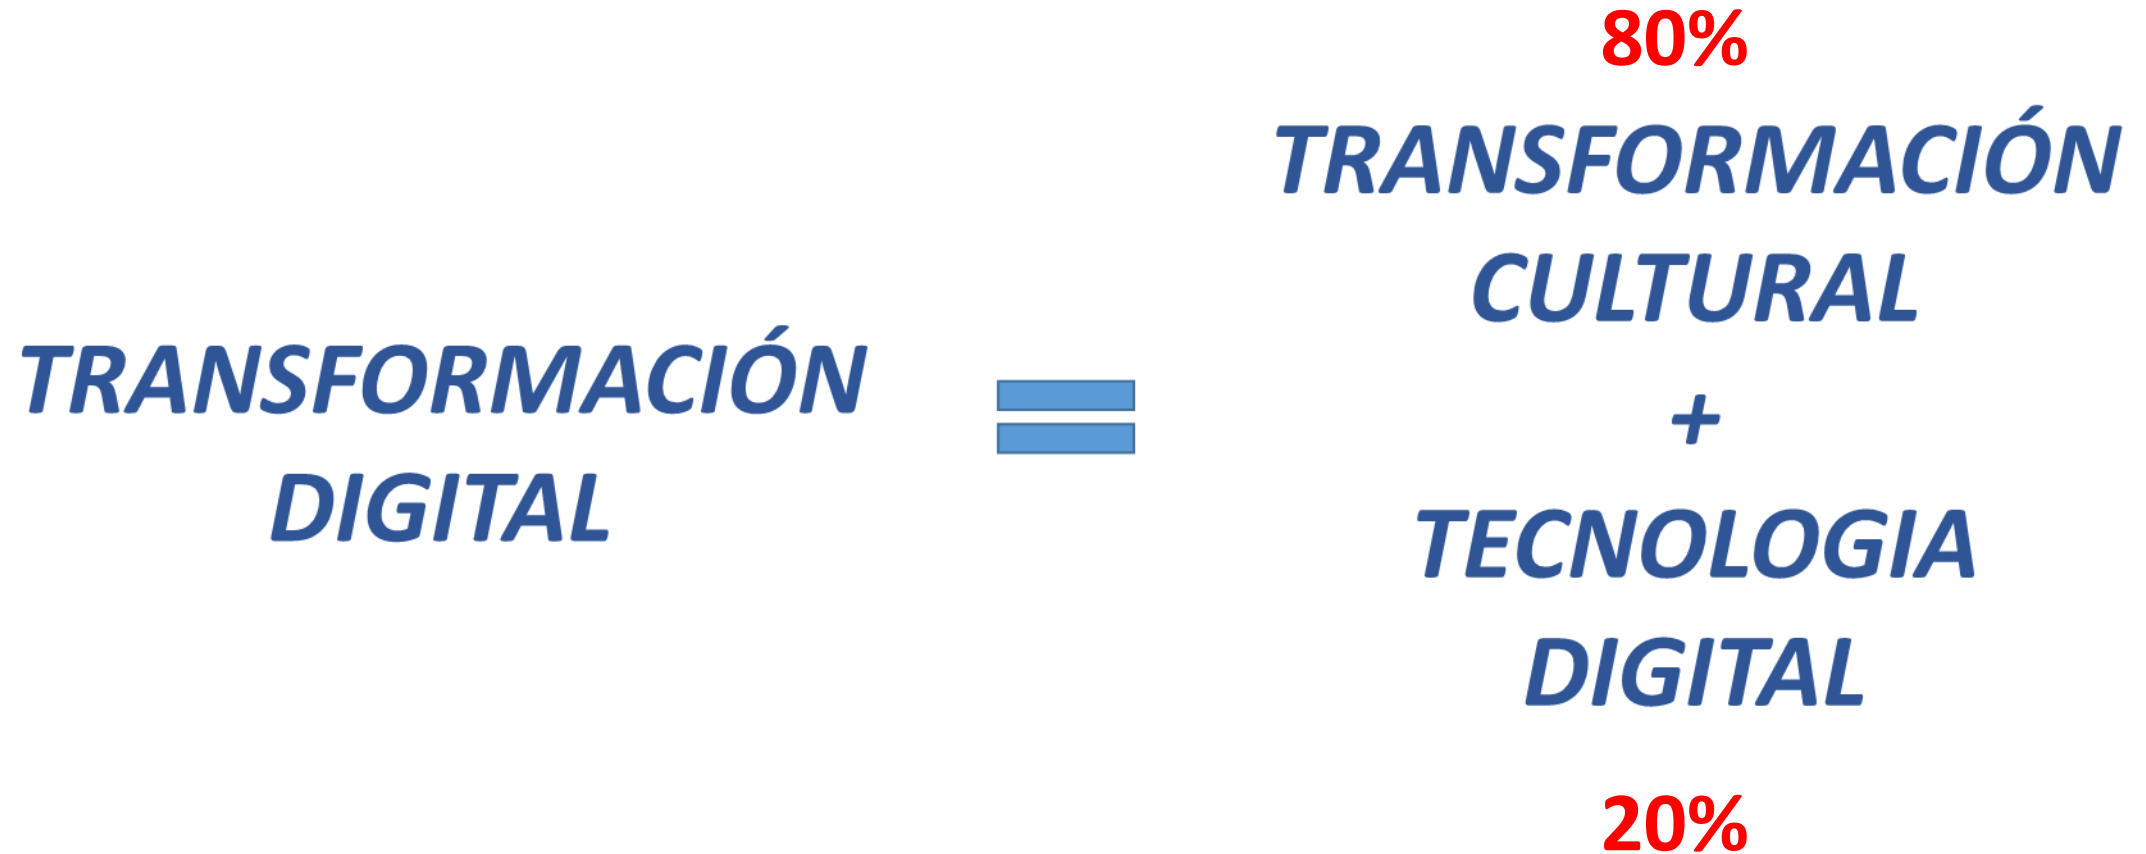 TRANSFORMACIÓN
DIGITAL
=
80%
TRANSFORMACIÓN
CULTURAL
+
TECNOLOGIA
DIGITAL
20%